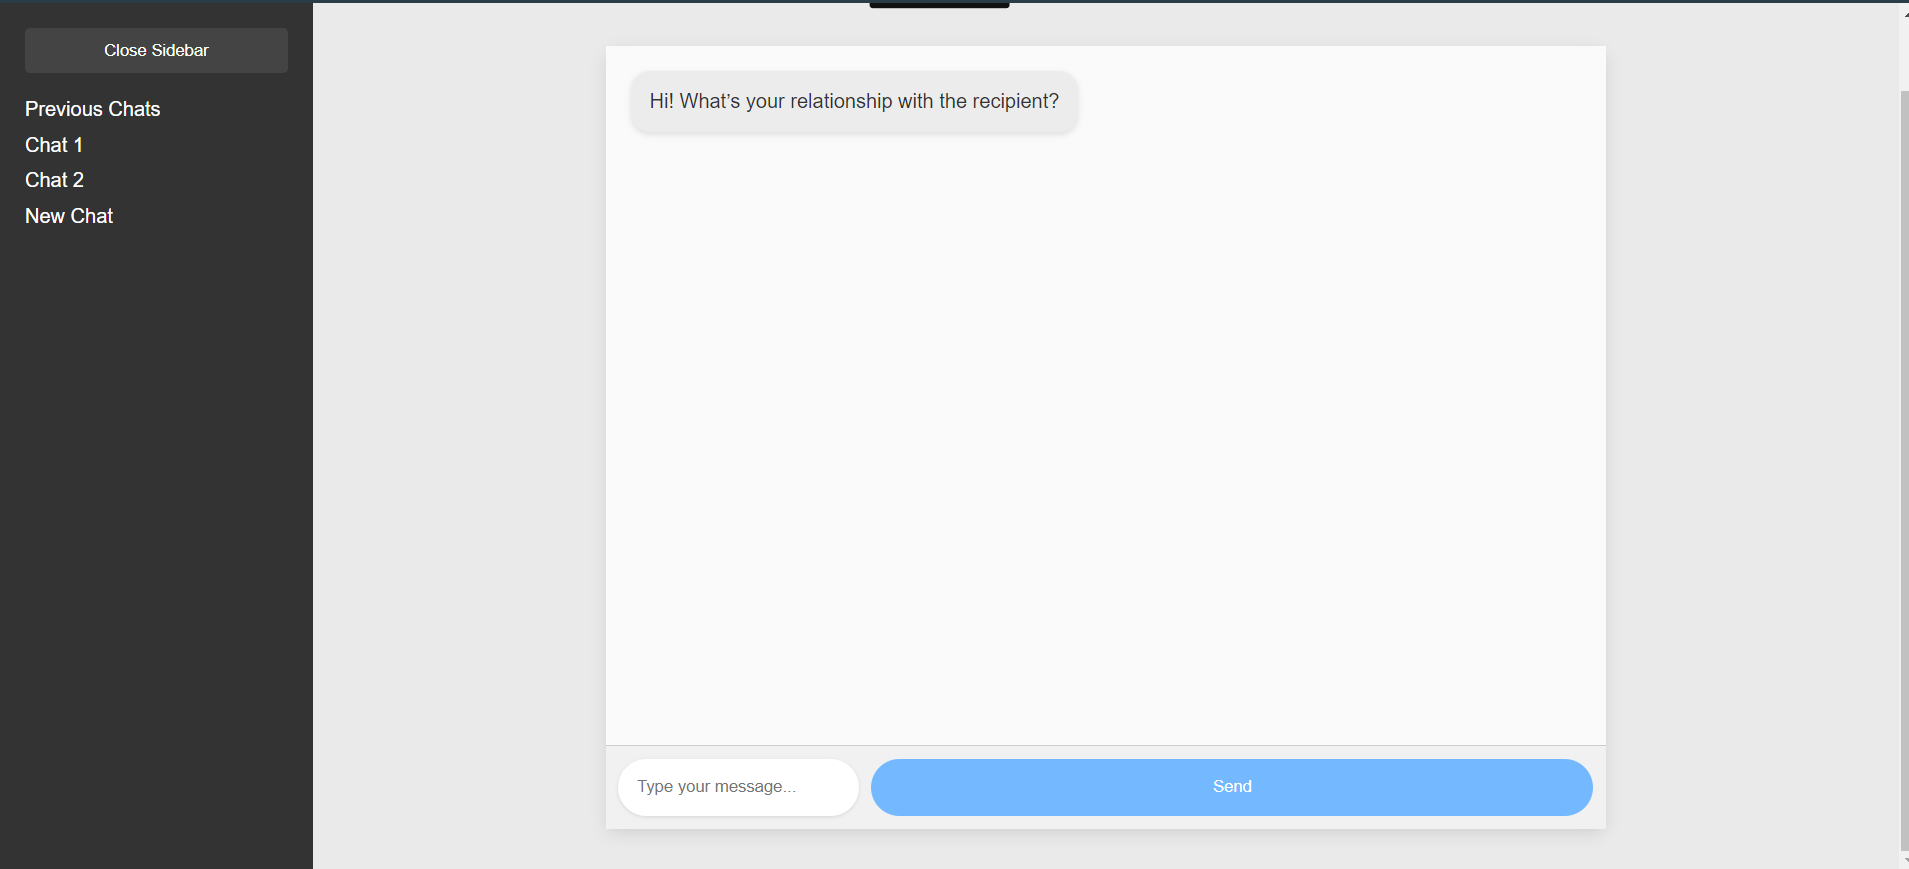 Close Sidebar
Previous Chats
Chat 1
Chat 2
New Chat
Hi! What’s your relationship with the recipient?
Type your message...
Send